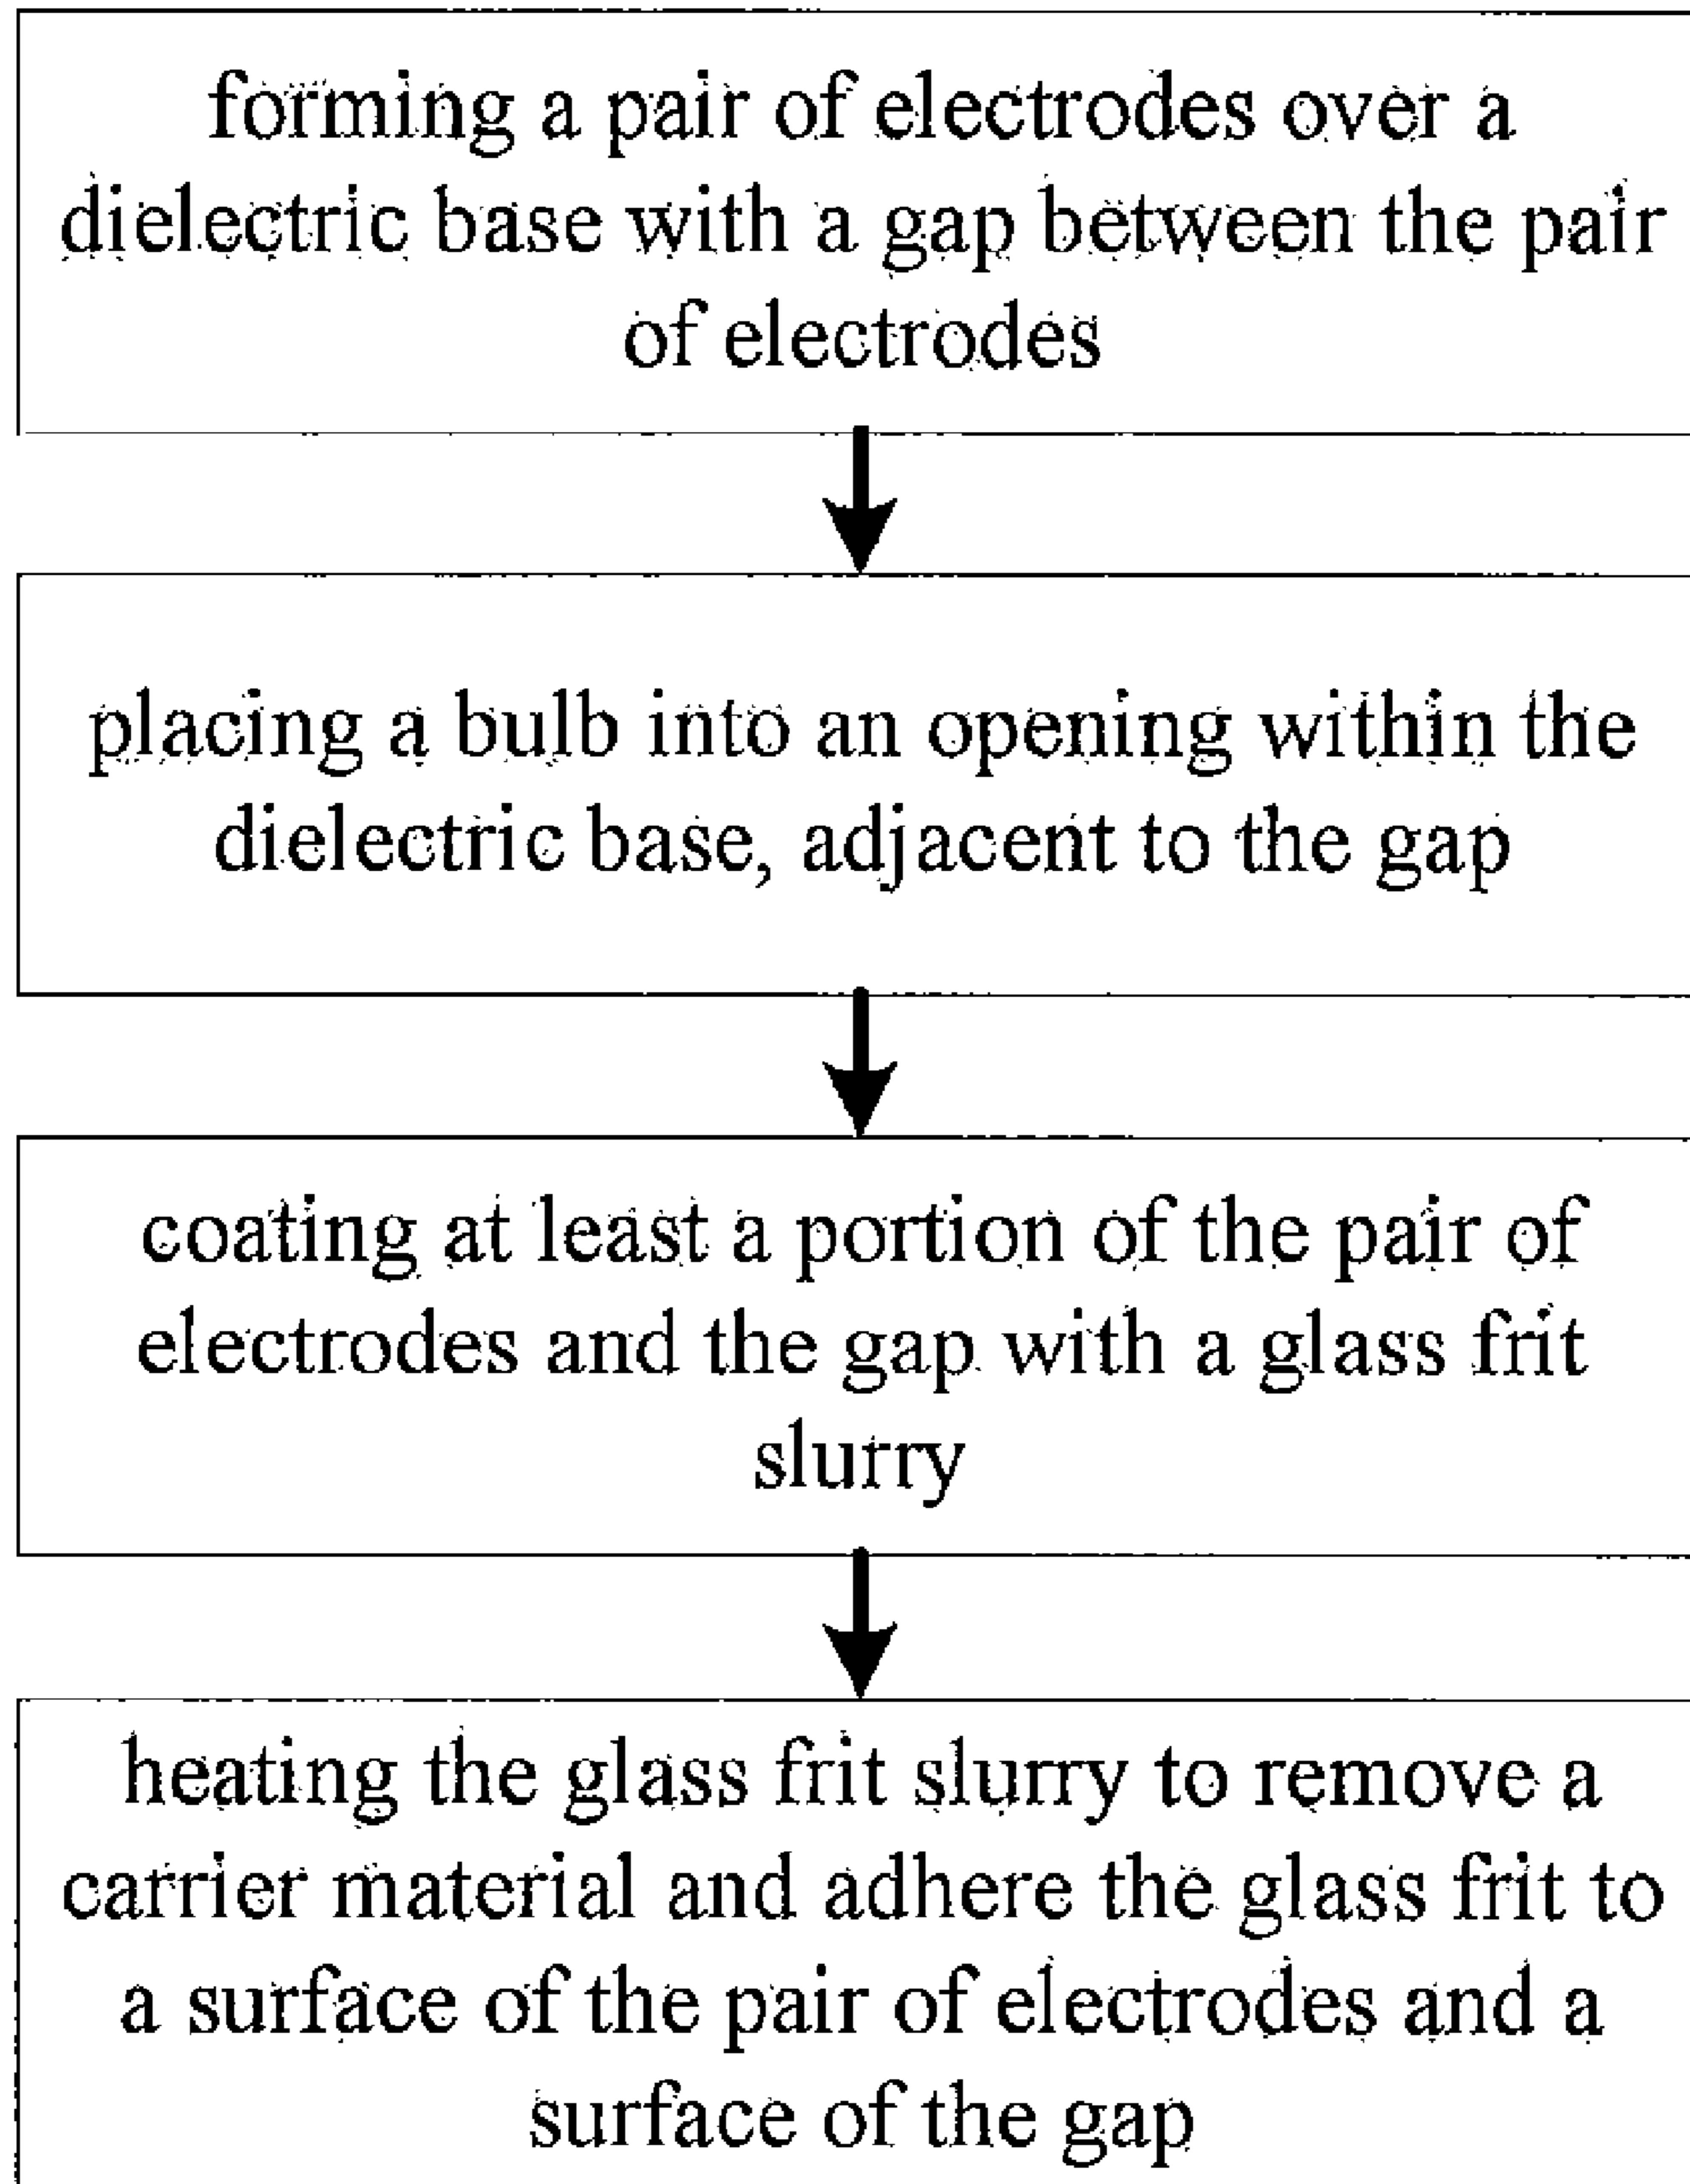 forming a pair of electrodes over a
dielectric base with a gap between the pair
of electrodes
placing a bulb into an opening within the
dielectric base, adjacent to the gap
coating at least a portion of the pair of
electrodes and the gap with a glass frit
slurry
heating the glass frit slurry to remove a
carrier material and adhere the glass frit to
a surface of the pair of electrodes and a
surface of the gap